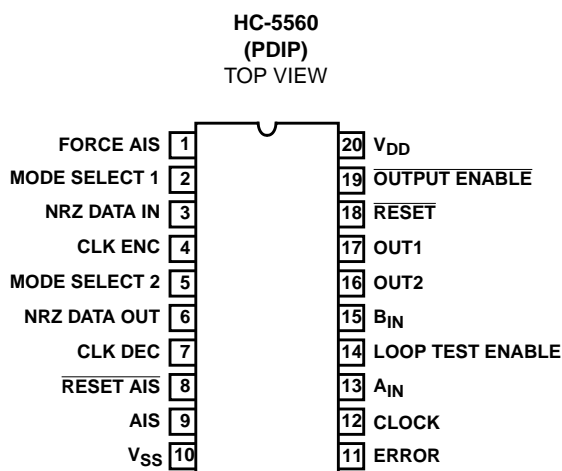 HC-5560
(PDIP)
TOP VIEW
FORCE AIS 1
MODE SELECT 1 2
NRZ DATA IN 3
CLK ENC 4
MODE SELECT 2 5
NRZ DATA OUT 6
CLK DEC 7
RESET AIS 8
AIS 9
VSS 10
20 VDD
19 OUTPUT ENABLE
18 RESET
17 OUT1
16 OUT2
15 BIN
14 LOOP TEST ENABLE
13 AIN
12 CLOCK
11 ERROR